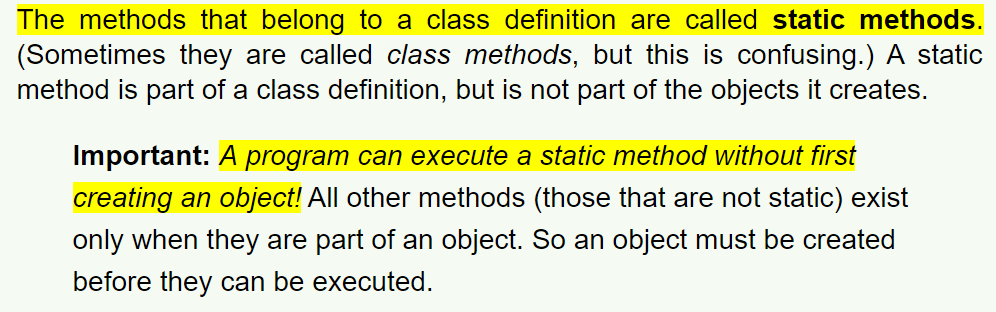 The methods that belong to a class definition are called static methods.
(Sometimes they are called class methods, but this is confusing.) A static
method is part of a class definition, but is not part of the objects it creates.
Important: A program can execute a static method without first
creating an object! All other methods (those that are not static) exist
only when they are part of an object. So an object must be created
before they can be executed.